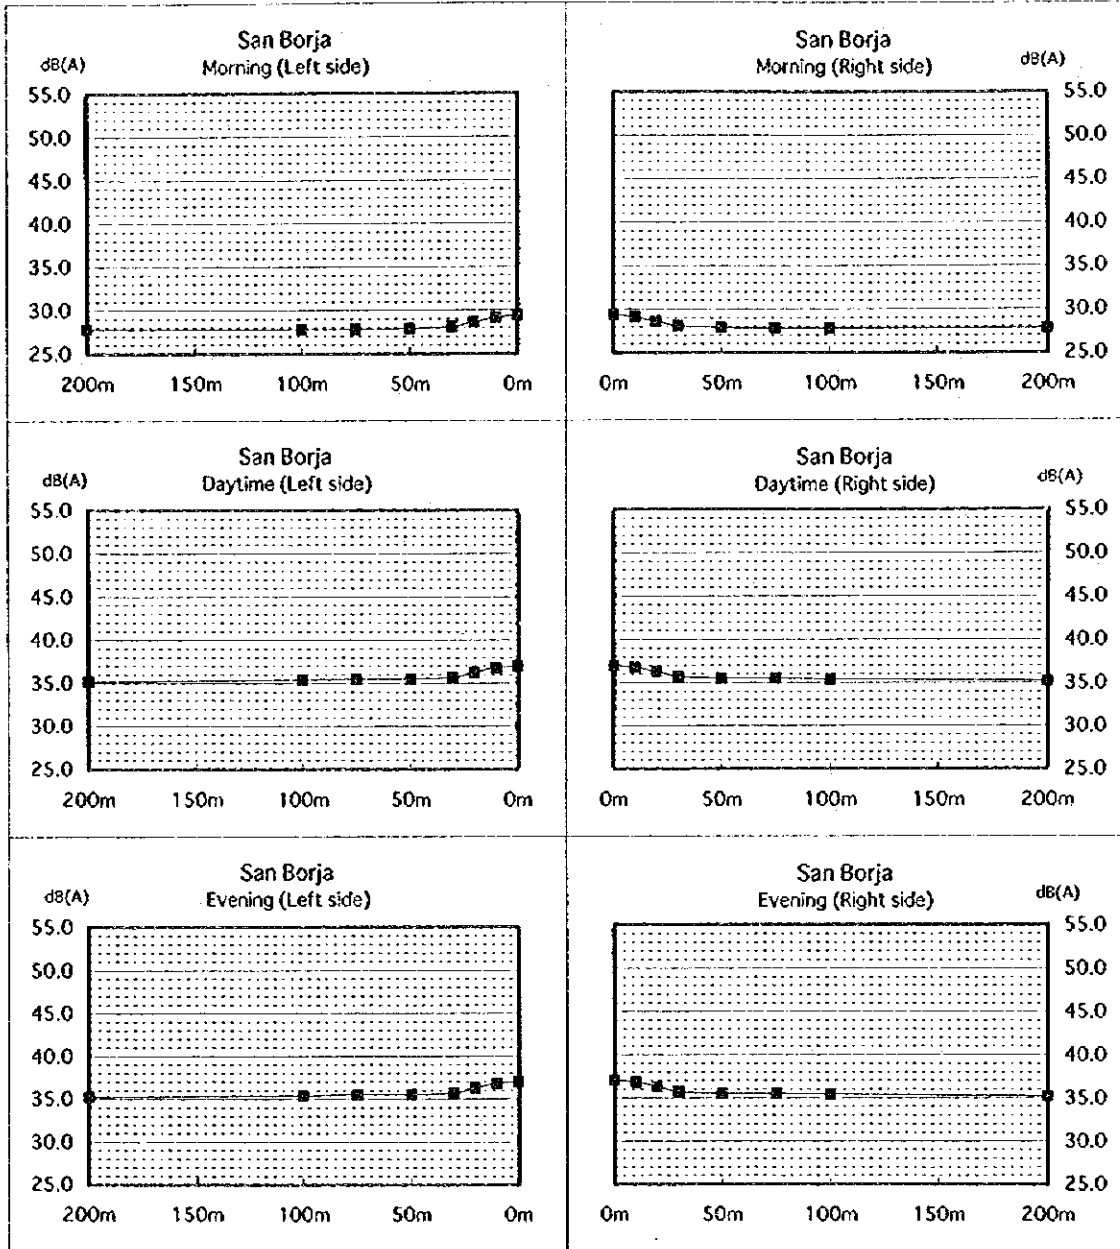 San Borja
Morning (Left side)
dB(A)
55.0
50.0
45.0
40.0
35.0
30.0
25.0
200m 150m 100m 50m 0m
San Borja
Morning (Right side)
dB(A)
55.0
50.0
45.0
40.0
35.0
30.0
25.0
0m 50m 100m 150m 200m
San Borja
Daytime (Left side)
dB(A)
55.0
50.0
45.0
40.0
35.0
30.0
25.0
200m 150m 100m 50m 0m
San Borja
Daytime (Right side)
dB(A)
55.0
50.0
45.0
40.0
35.0
30.0
25.0
0m 50m 100m 150m 200m
San Borja
Evening (Left side)
dB(A)
55.0
50.0
45.0
40.0
35.0
30.0
25.0
200m 150m 100m 50m 0m
San Borja
Evening (Right side)
dB(A)
55.0
50.0
45.0
40.0
35.0
30.0
25.0
0m 50m 100m 150m 200m